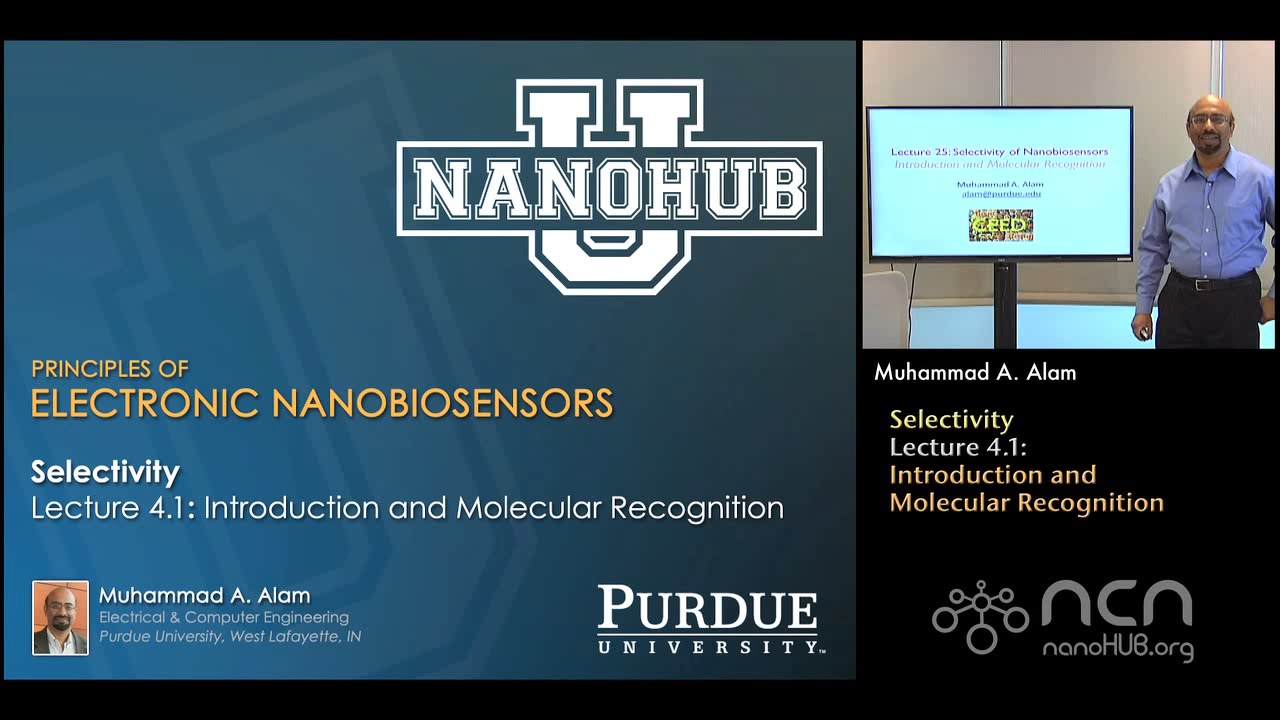 NANOHUB
U
PRINCIPLES OF
ELECTRONIC NANOBIOSENSORS
Selectivity
Lecture 4.1: Introduction and Molecular Recognition
Muhammad A. Alam
Electrical & Computer Engineering
Purdue University, West Lafayette, IN
PURDUE
UNIVERSITY™
Lecture 25: Selectivity of Nanobiosensors
Introduction and Molecular Recognition
Muhammad A. Alam
alam@purdue.edu
CEED
Muhammad A. Alam
Selectivity
Lecture 4.1:
Introduction and
Molecular Recognition
ncn
nanoHUB.org